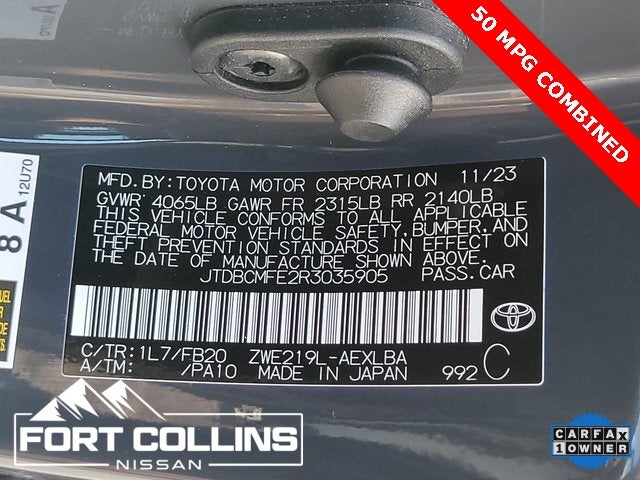 50 MPG COMBINED
8 A 12U70
MFD.BY:TOYOTA MOTOR CORPORATION 11/23
GVWR 4065LB GAWR FR 2315LB RR 2140LB
THIS VEHICLE CONFORMS TO ALL APPLICABLE
FEDERAL MOTOR VEHICLE SAFETY,BUMPER,AND
THEFT PREVENTION STANDARDS IN EFFECT ON
THE DATE OF MANUFACTURE SHOWN ABOVE.
JTDBCMFE2R3035905 PASS.CAR
C/TR:1L7/FB20 ZWE219L-AEXLBA
A/TM: /PA10 MADE IN JAPAN 992 C
FORT COLLINS
NISSAN
CARFAX
1 OWNER